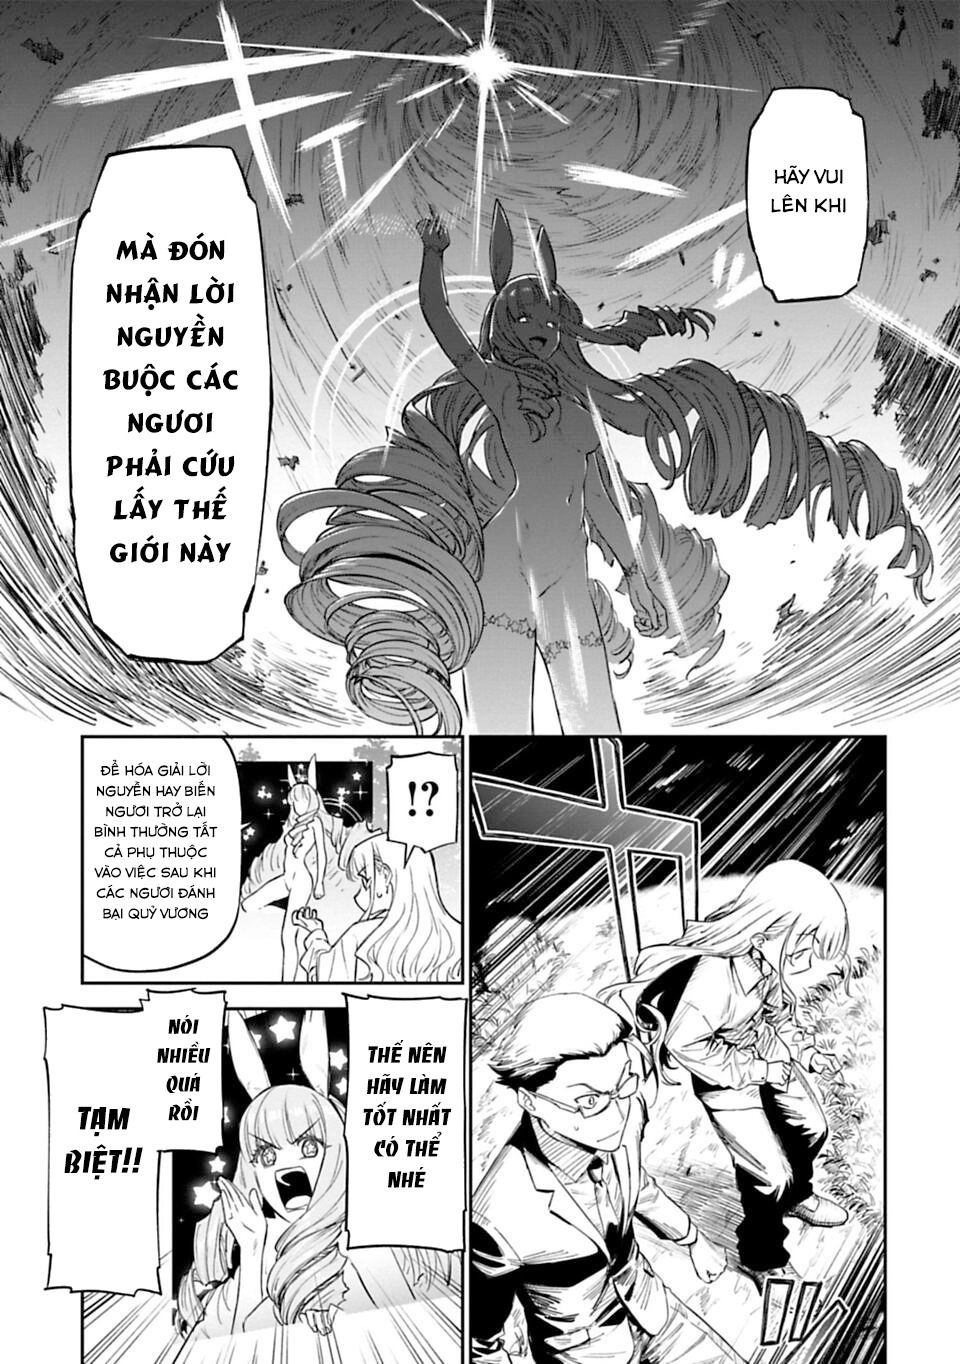 HÃY VUI
LÊN KHI
MÀ ĐÓN
NHẬN LỜI
NGUYỀN
BUỘC CÁC
NGƯƠI
PHẢI CỨU
LẤY THẾ
GIỚI NÀY
!?
ĐỂ HÓA GIẢI LỜI
NGUYỀN HAY BIẾN
NGƯƠI TRỞ LẠI
BÌNH THƯỜNG TẤT
CẢ PHỤ THUỘC
VÀO VIỆC SAU KHI
CÁC NGƯƠI ĐÁNH
BẠI QUỶ VƯƠNG
THẾ NÊN
HÃY LÀM
TỐT NHẤT
CÓ THỂ
NHÉ
NÓI
NHIỀU
QUÁ
RỒI
TẠM
BIỆT!!